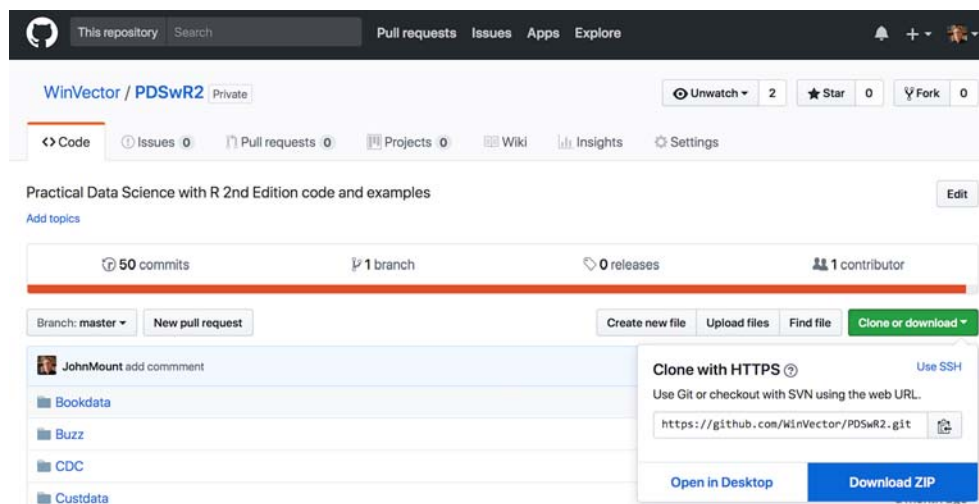 This repository Search Pull requests Issues Apps Explore
WinVector / PDSwR2 Private Unwatch 2 Star 0 Fork 0
<> Code Issues 0 Pull requests 0 Projects 0 Wiki Insights Settings
Practical Data Science with R 2nd Edition code and examples Edit
Add topics
50 commits 1 branch 0 releases 1 contributor
Branch: master New pull request Create new file Upload files Find file Clone or download
JohnMount add commment
Clone with HTTPS Use SSH
Use Git or checkout with SVN using the web URL.
Bookdata
https://github.com/WinVector/PDSwR2.git
Buzz
CDC
Open in Desktop Download ZIP
Custdata